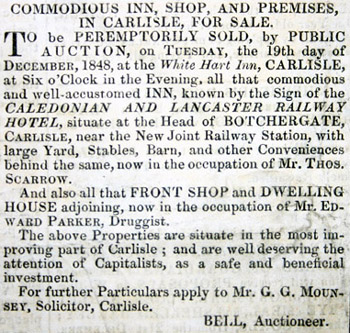 COMMODIOUS INN, SHOP, AND PREMISES,
IN CARLISLE, FOR SALE.
TO be PEREMPTORILY SOLD, by PUBLIC
AUCTION, on TUESDAY, the 19th day of
DECEMBER, 1848, at the White Hart Inn, CARLISLE,
at Six o'Clock in the Evening, all that commodious
and well-accustomed INN, known by the Sign of the
CALEDONIAN AND LANCASTER RAILWAY
HOTEL, situate at the Head of BOTCHERGATE,
CARLISLE, near the New Joint Railway Station, with
large Yard, Stables, Barn, and other Conveniences
behind the same, now in the occupation of Mr. THOS.
SCARROW.
And also all that FRONT SHOP and DWELLING
HOUSE adjoining, now in the occupation of Mr. ED-
WARD PARKER, Druggist.
The above Properties are situate in the most im-
proving part of Carlisle; and are well deserving the
attention of Capitalists, as a safe and beneficial
investment.
For further Particulars apply to Mr. G. G. MOUN-
SEY, Solicitor, Carlisle.
BELL, Auctioneer.